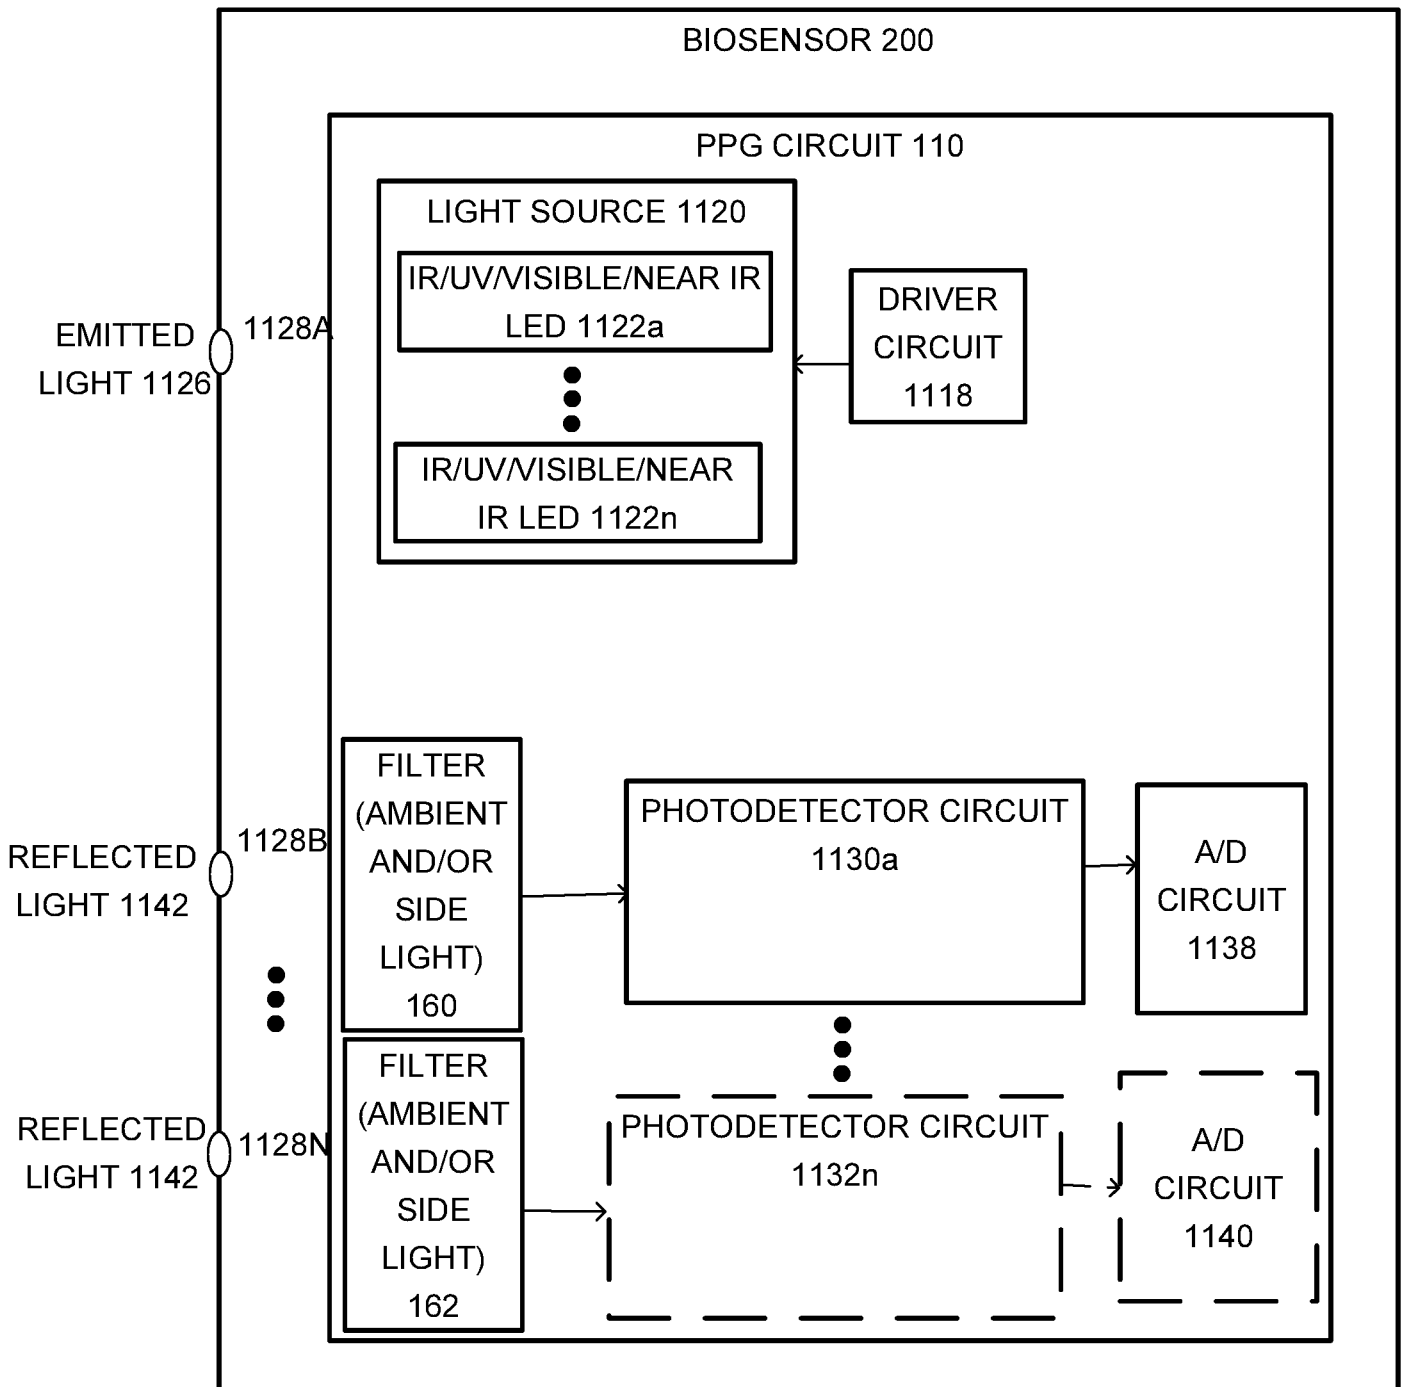 BIOSENSOR 200
PPG CIRCUIT 110
LIGHT SOURCE 1120
IR/UV/VISIBLE/NEAR IR
LED 1122a
IR/UV/VISIBLE/NEAR
IR LED 1122n
DRIVER
CIRCUIT
1118
EMITTED
LIGHT 1126
1128A
FILTER
(AMBIENT
AND/OR
SIDE
LIGHT)
160
PHOTODETECTOR CIRCUIT
1130a
A/D
CIRCUIT
1138
REFLECTED
LIGHT 1142
1128B
FILTER
(AMBIENT
AND/OR
SIDE
LIGHT)
162
PHOTODETECTOR CIRCUIT
1132n
A/D
CIRCUIT
1140
REFLECTED
LIGHT 1142
1128N